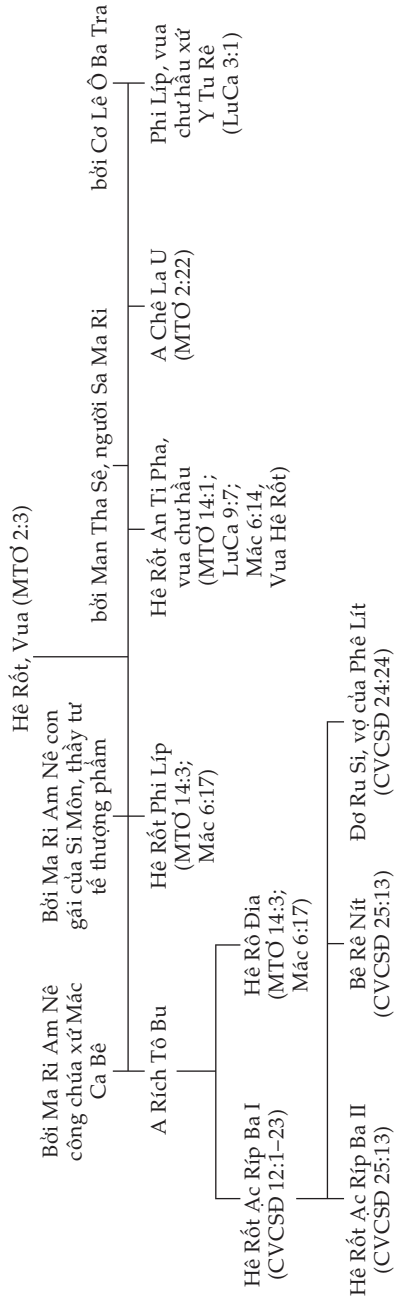 Hê Rốt, Vua (MTƠ 2:3)
Bởi Ma Ri Am Nê
công chúa xứ Mác
Ca Bê
Bởi Ma Ri Am Nê con
gái của Si Môn, thầy tư
tế thượng phẩm
bởi Man Tha Sê, người Sa Ma Ri
bởi Cơ Lê Ô Ba Tra
A Rích Tô Bu
Hê Rốt Phi Líp
(MTƠ 14:3;
Mác 6:17)
Hê Rốt An Ti Pha,
vua chư hầu
(MTƠ 14:1;
LuCa 9:7;
Mác 6:14,
Vua Hê Rốt)
A Chê La U
(MTƠ 2:22)
Phi Líp, vua
chư hầu xứ
Y Tu Rê
(LuCa 3:1)
Hê Rốt Ạc Ríp Ba I
(CVCSĐ 12:1–23)
Hê Rô Đia
(MTƠ 14:3;
Mác 6:17)
Hê Rốt Ạc Ríp Ba II
(CVCSĐ 25:13)
Bê Rê Nít
(CVCSĐ 25:13)
Đơ Ru Si, vợ của Phê Lít
(CVCSĐ 24:24)